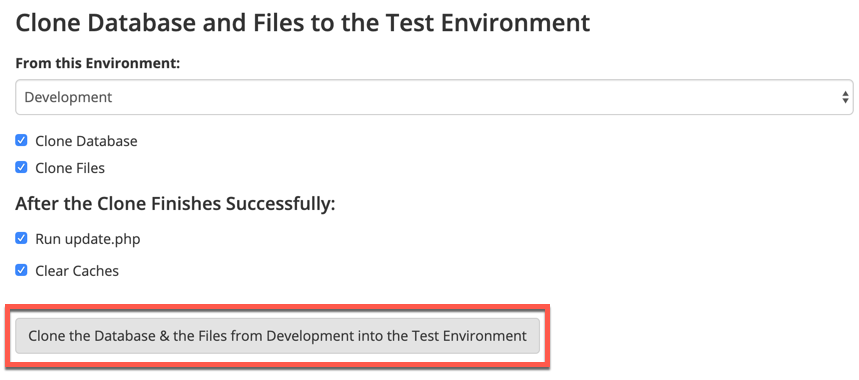 Clone Database and Files to the Test Environment
From this Environment:
Development
Clone Database
Clone Files
After the Clone Finishes Successfully:
Run update.php
Clear Caches
Clone the Database & the Files from Development into the Test Environment